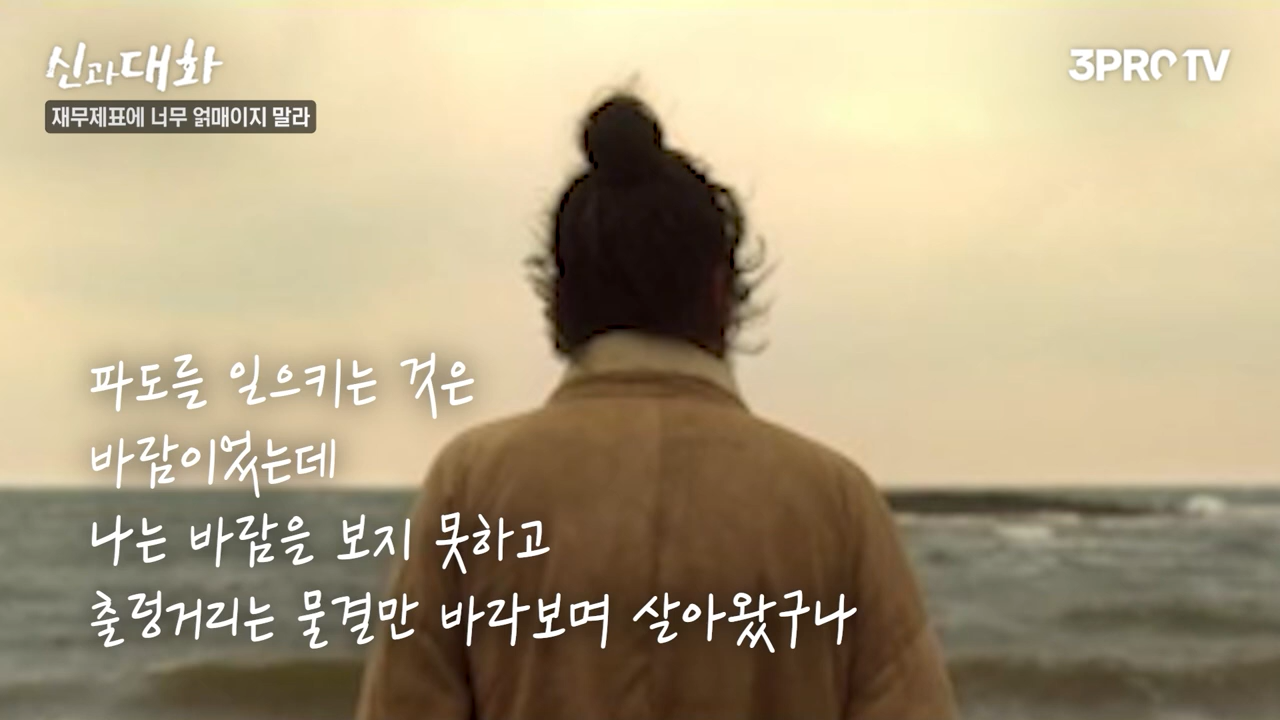 신과대화
3PRO TV
재무제표에 너무 얽매이지 말라
파도를 일으키는 것은
바람이었는데
나는 바람을 보지 못하고
출렁거리는 물결만 바라보며 살아왔구나